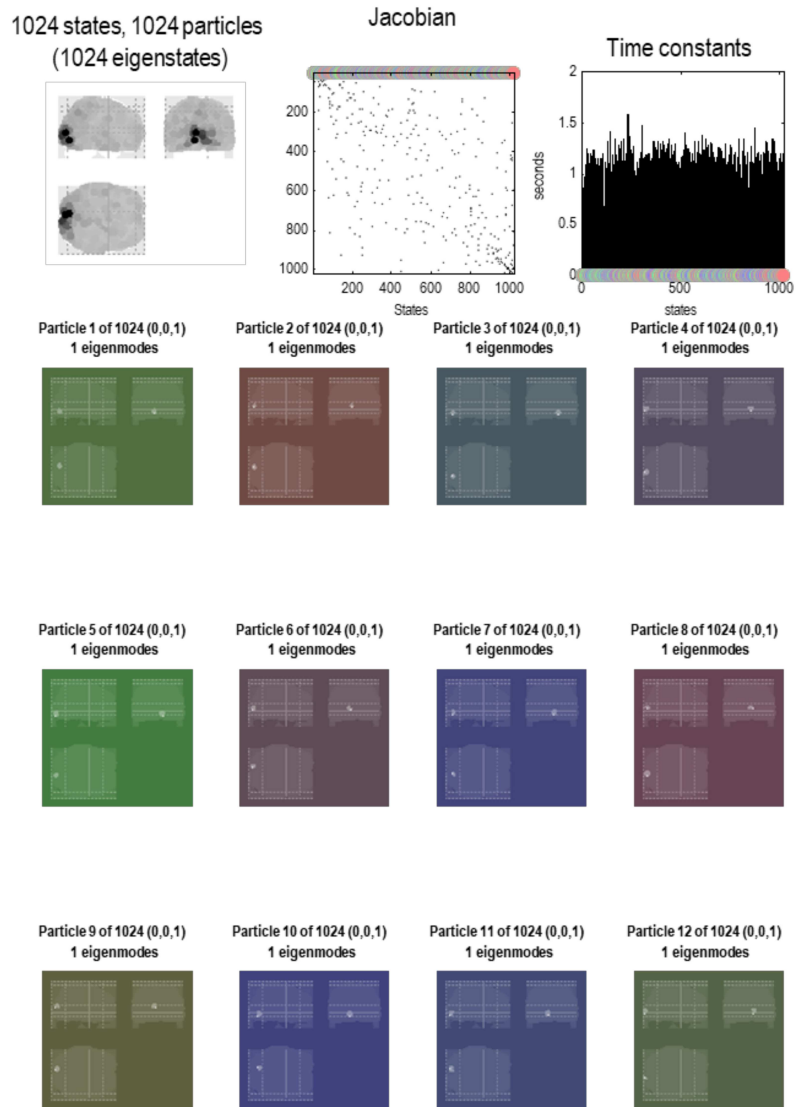 1024 states, 1024 particles
(1024 eigenstates)
Jacobian
200
400
600
800
1000
200 400 600 800 1000
States
Time constants
2
1.5
1
0.5
0
seconds
0 500 1000
states
Particle 1 of 1024 (0,0,1)
1 eigenmodes
Particle 2 of 1024 (0,0,1)
1 eigenmodes
Particle 3 of 1024 (0,0,1)
1 eigenmodes
Particle 4 of 1024 (0,0,1)
1 eigenmodes
Particle 5 of 1024 (0,0,1)
1 eigenmodes
Particle 6 of 1024 (0,0,1)
1 eigenmodes
Particle 7 of 1024 (0,0,1)
1 eigenmodes
Particle 8 of 1024 (0,0,1)
1 eigenmodes
Particle 9 of 1024 (0,0,1)
1 eigenmodes
Particle 10 of 1024 (0,0,1)
1 eigenmodes
Particle 11 of 1024 (0,0,1)
1 eigenmodes
Particle 12 of 1024 (0,0,1)
1 eigenmodes